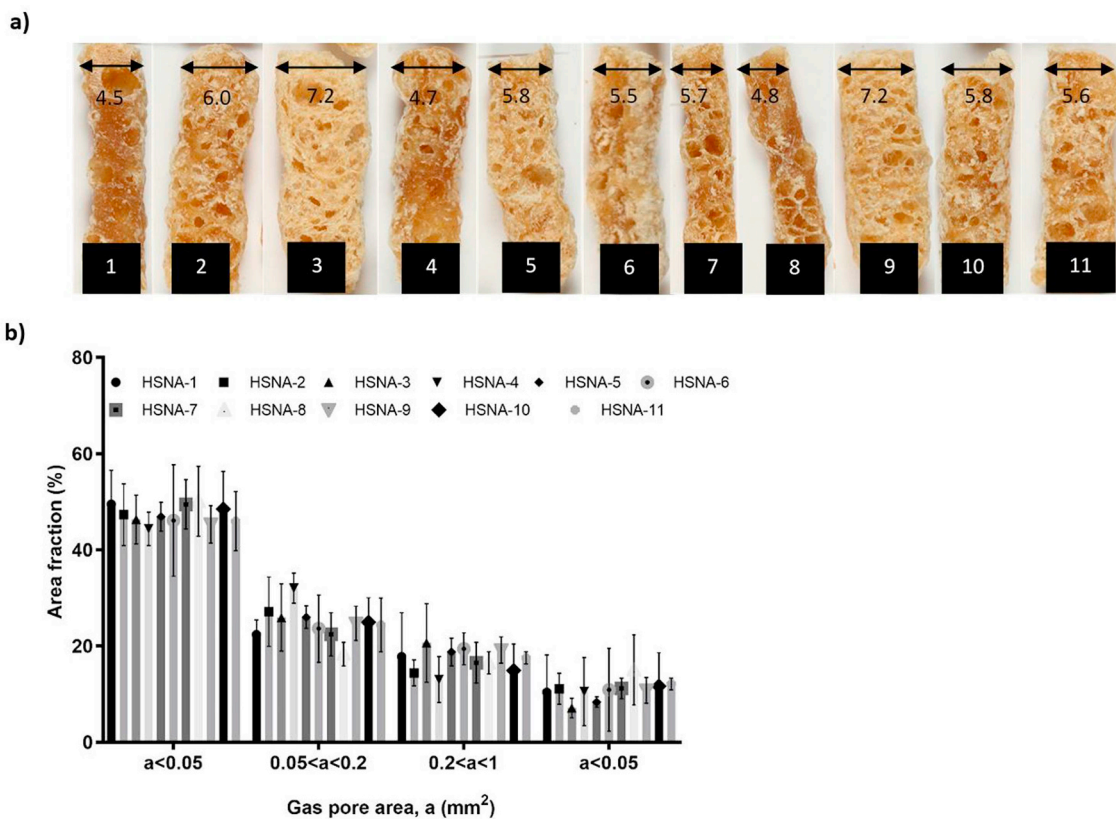 a)
4.5 6.0 7.2 4.7 5.8 5.5 5.7 4.8 7.2 5.8 5.6
1 2 3 4 5 6 7 8 9 10 11
b)
80
HSNA-1 HSNA-2 HSNA-3 HSNA-4 HSNA-5 HSNA-6
HSNA-7 HSNA-8 HSNA-9 HSNA-10 HSNA-11
60
40
20
0
Area fraction (%)
a<0.05 0.05<a<0.2 0.2<a<1 a<0.05
Gas pore area, a (mm²)